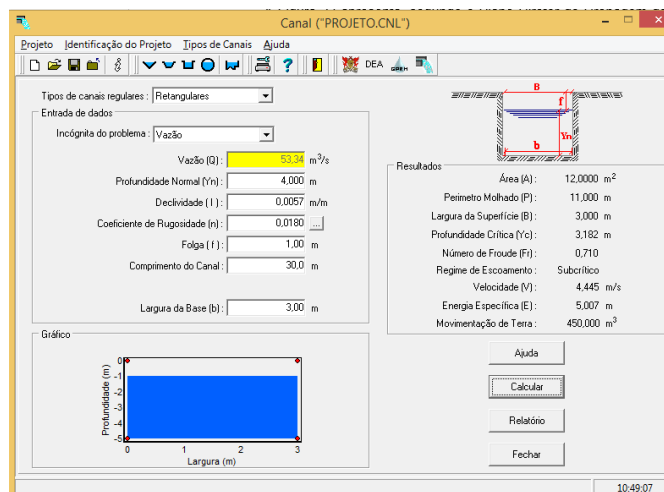 Canal ("PROJETO.CNL")
Projeto Identificação do Projeto Tipos de Canais Ajuda
DEA GPRH
Tipos de canais regulares : Retangulares
Entrada de dados
Incógnita do problema : Vazão
Vazão (Q) : 53,34 m³/s
Profundidade Normal (Yn) : 4,000 m
Declividade ( I ) : 0,0057 m/m
Coeficiente de Rugosidade (n) : 0,0180 ...
Folga ( f ) : 1,00 m
Comprimento do Canal : 30,0 m
Largura da Base (b) : 3,00 m
B
f
Yn
b
Resultados
Área (A) : 12,0000 m²
Perimetro Molhado (P) : 11,000 m
Largura da Superfície (B) : 3,000 m
Profundidade Crítica (Yc) : 3,182 m
Número de Froude (Fr) : 0,710
Regime de Escoamento : Subcrítico
Velocidade (V) : 4,445 m/s
Energia Específica (E) : 5,007 m
Movimentação de Terra : 450,000 m³
Gráfico
Profundidade (m)
0
-1
-2
-3
-4
-5
0 1 2 3
Largura (m)
Ajuda
Calcular
Relatório
Fechar
10:49:07